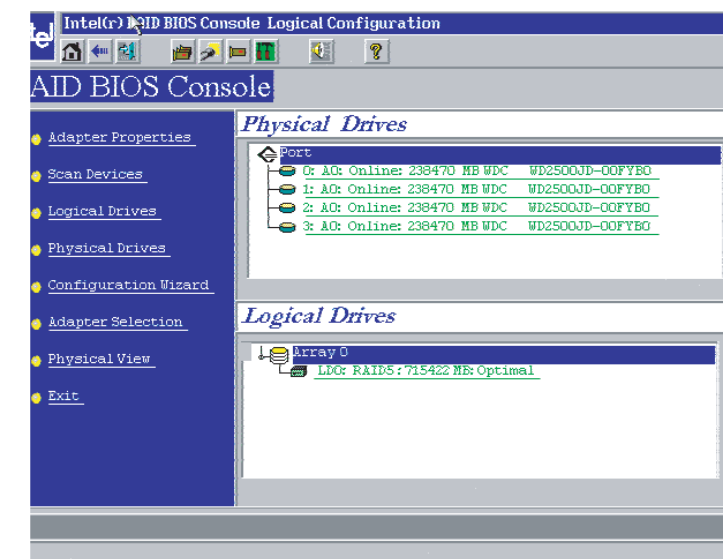 tel
Intel(r) RAID BIOS Console Logical Configuration
AID BIOS Console
Adapter Properties
Scan Devices
Logical Drives
Physical Drives
Configuration Wizard
Adapter Selection
Physical View
Exit
Physical Drives
Port
0: A0: Online: 238470 MB WDC WD2500JD-00FYB0
1: A0: Online: 238470 MB WDC WD2500JD-00FYB0
2: A0: Online: 238470 MB WDC WD2500JD-00FYB0
3: A0: Online: 238470 MB WDC WD2500JD-00FYB0
Logical Drives
Array 0
LD0: RAID5: 715422 MB: Optimal